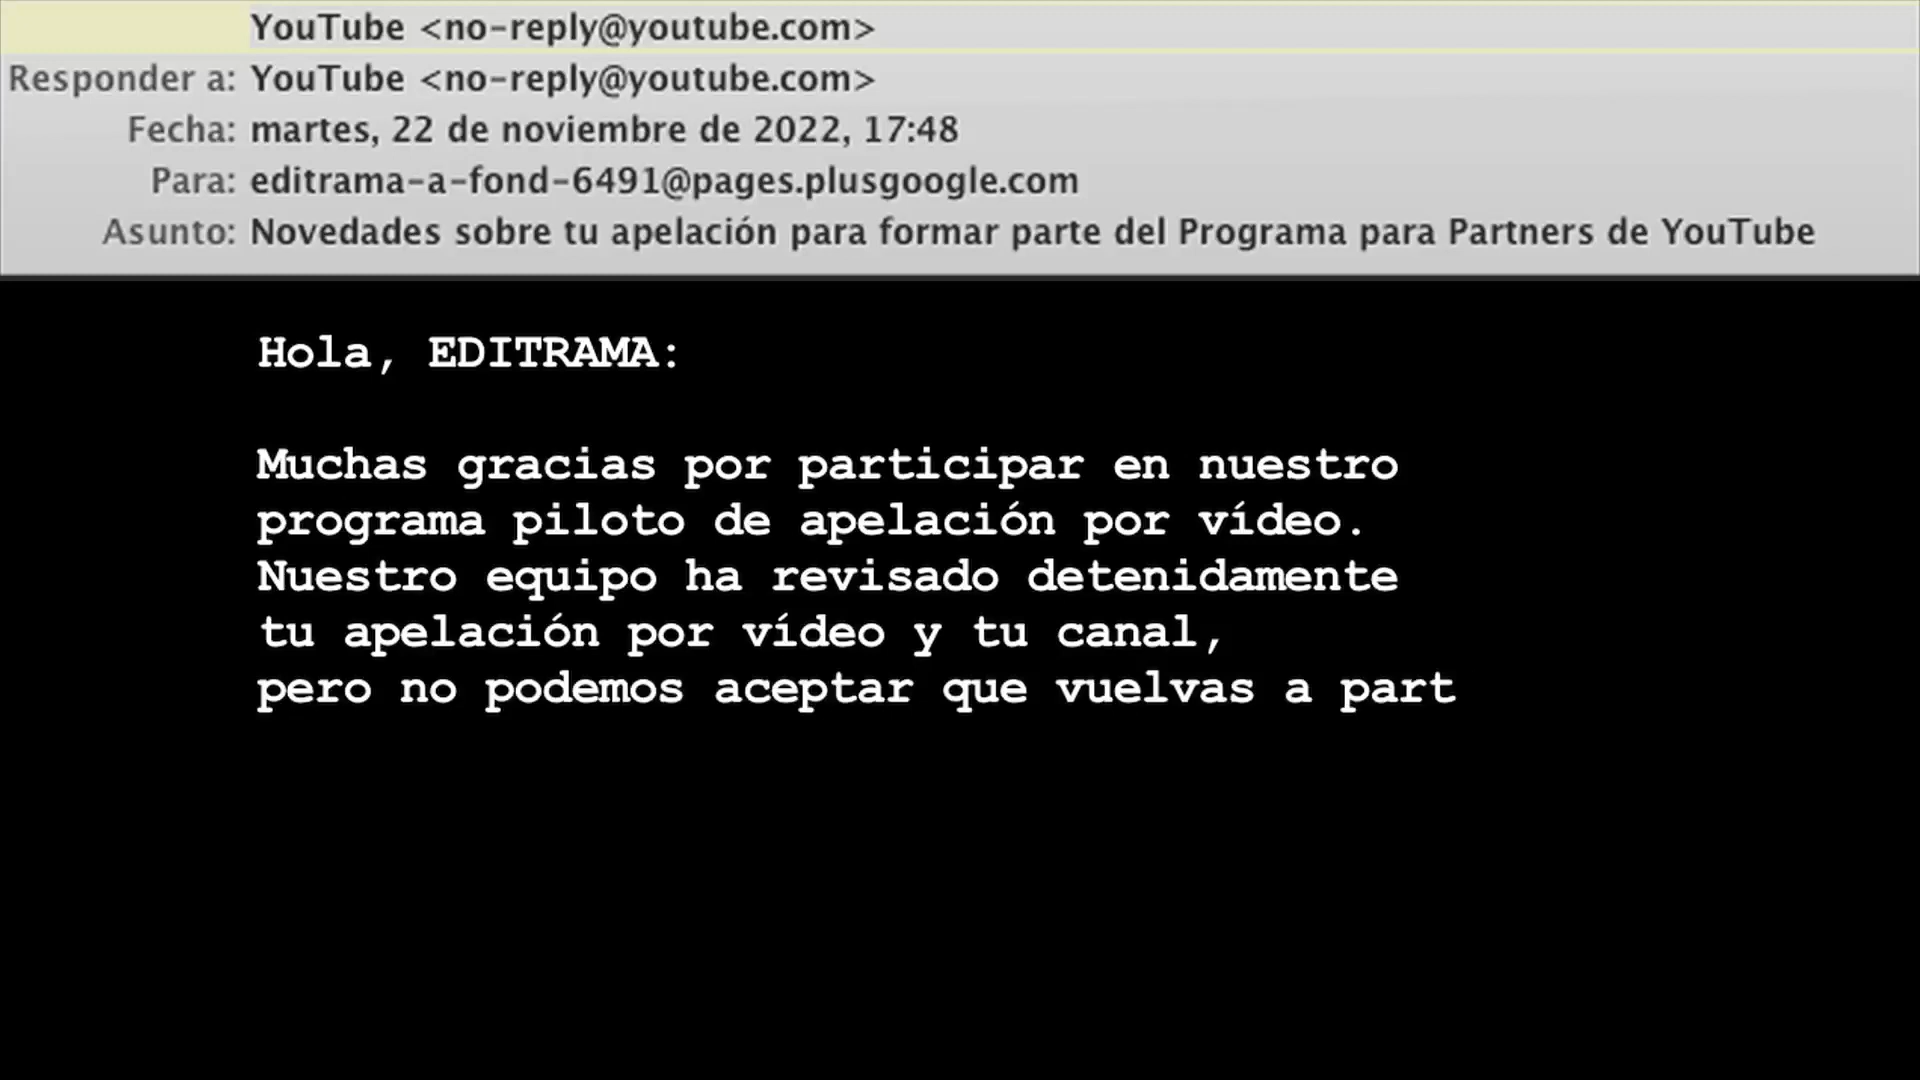 YouTube <no-reply@youtube.com>
Responder a: YouTube <no-reply@youtube.com>
Fecha: martes, 22 de noviembre de 2022, 17:48
Para: editrama-a-fond-6491@pages.plusgoogle.com
Asunto: Novedades sobre tu apelación para formar parte del Programa para Partners de YouTube
Hola, EDITRAMA:
Muchas gracias por participar en nuestro
programa piloto de apelación por vídeo.
Nuestro equipo ha revisado detenidamente
tu apelación por vídeo y tu canal,
pero no podemos aceptar que vuelvas a part